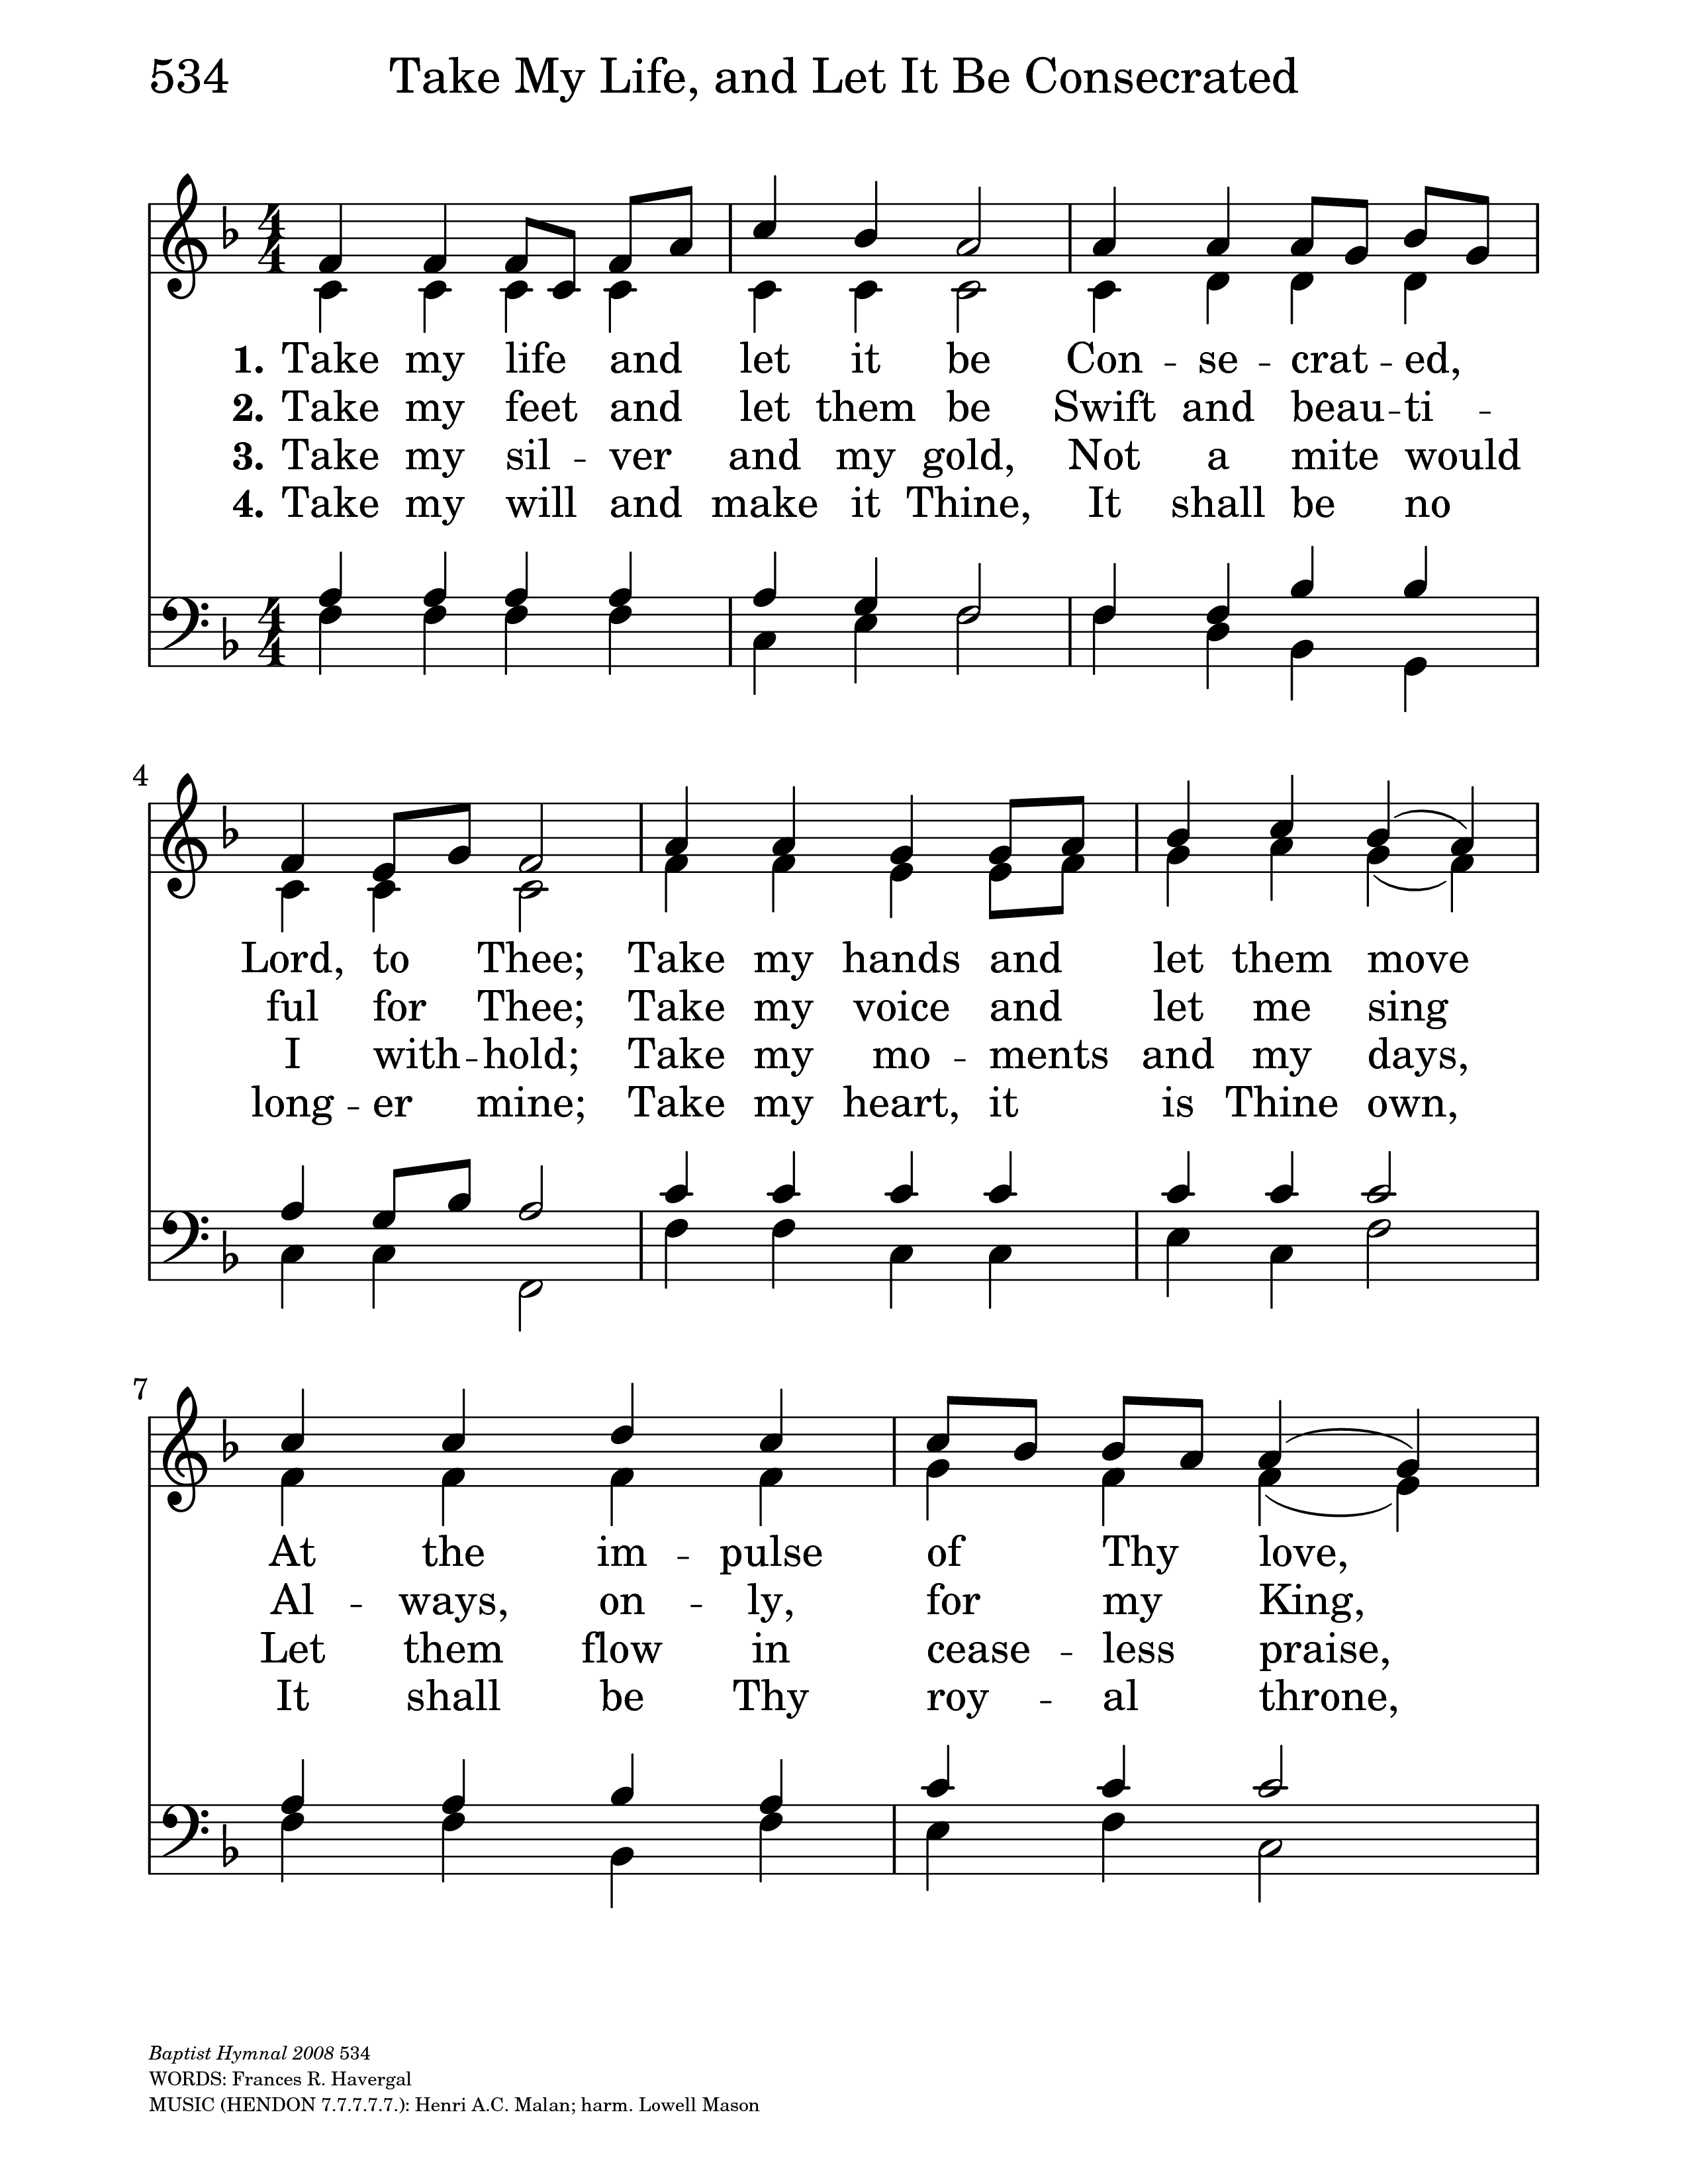 534 Take My Life, and Let It Be Consecrated
1. Take my life and let it be Con - se - crat - ed,
2. Take my feet and let them be Swift and beau - ti -
3. Take my sil - ver and my gold, Not a mite would
4. Take my will and make it Thine, It shall be no
4
Lord, to Thee; Take my hands and let them move
ful for Thee; Take my voice and let me sing
I with - hold; Take my mo - ments and my days,
long - er mine; Take my heart, it is Thine own,
7
At the im - pulse of Thy love,
Al - ways, on - ly, for my King,
Let them flow in cease - less praise,
It shall be Thy roy - al throne,
Baptist Hymnal 2008 534
WORDS: Frances R. Havergal
MUSIC (HENDON 7.7.7.7.7.): Henri A.C. Malan; harm. Lowell Mason